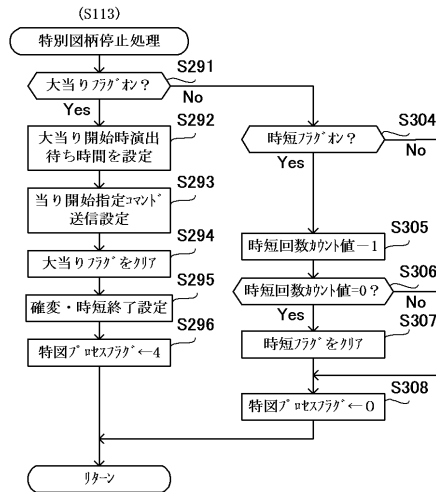 (S113)
特別図柄停止処理
S291
大当りﾌﾗｸﾞオン？
Yes
No
S292
大当り開始時演出
待ち時間を設定
S293
当り開始指定ｺﾏﾝﾄﾞ
送信設定
S294
大当りﾌﾗｸﾞをクリア
S295
確変・時短終了設定
S296
特図ﾌﾟﾛｾｽﾌﾗｸﾞ←4
S304
時短ﾌﾗｸﾞオン？
Yes
No
S305
時短回数カウント値－1
S306
時短回数カウント値=0？
Yes
No
S307
時短ﾌﾗｸﾞをクリア
S308
特図ﾌﾟﾛｾｽﾌﾗｸﾞ←0
ﾘﾀｰﾝ